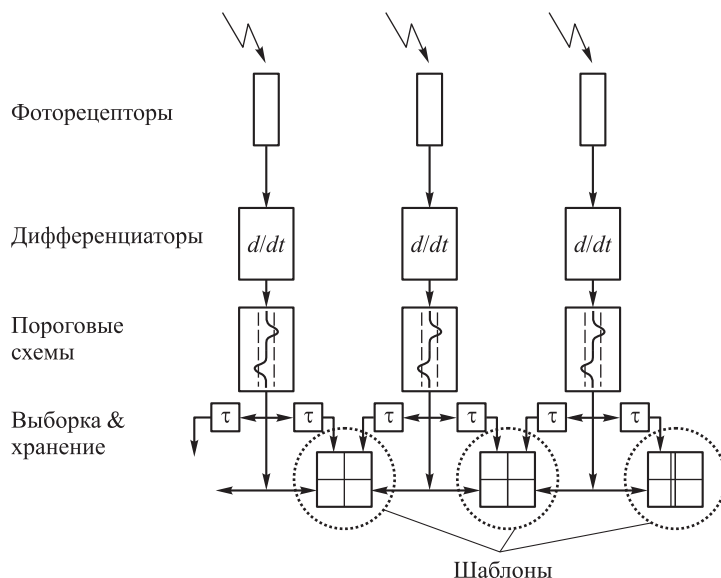 Фоторецепторы
Дифференциаторы
d/dt d/dt d/dt
Пороговые
схемы
Выборка &
хранение
τ τ τ τ τ τ
Шаблоны